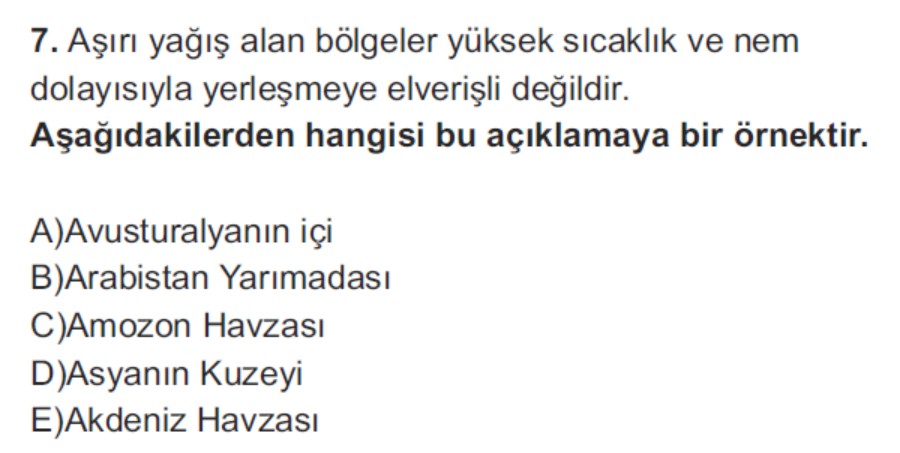 7. Aşırı yağış alan bölgeler yüksek sıcaklık ve nem
dolayısıyla yerleşmeye elverişli değildir.
Aşağıdakilerden hangisi bu açıklamaya bir örnektir.
A)Avusturalyanın içi
B)Arabistan Yarımadası
C)Amozon Havzası
D)Asyanın Kuzeyi
E)Akdeniz Havzası